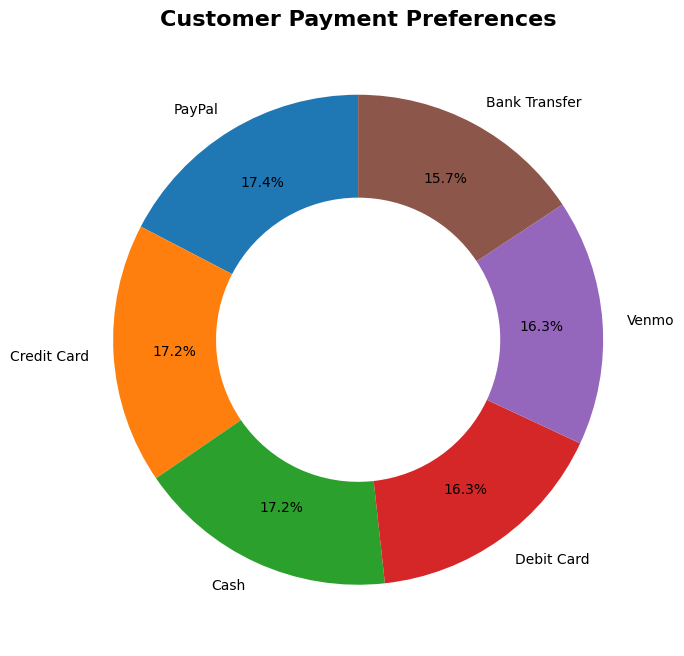 Customer Payment Preferences
PayPal
17.4%
Credit Card
17.2%
Cash
17.2%
Debit Card
16.3%
Venmo
16.3%
Bank Transfer
15.7%